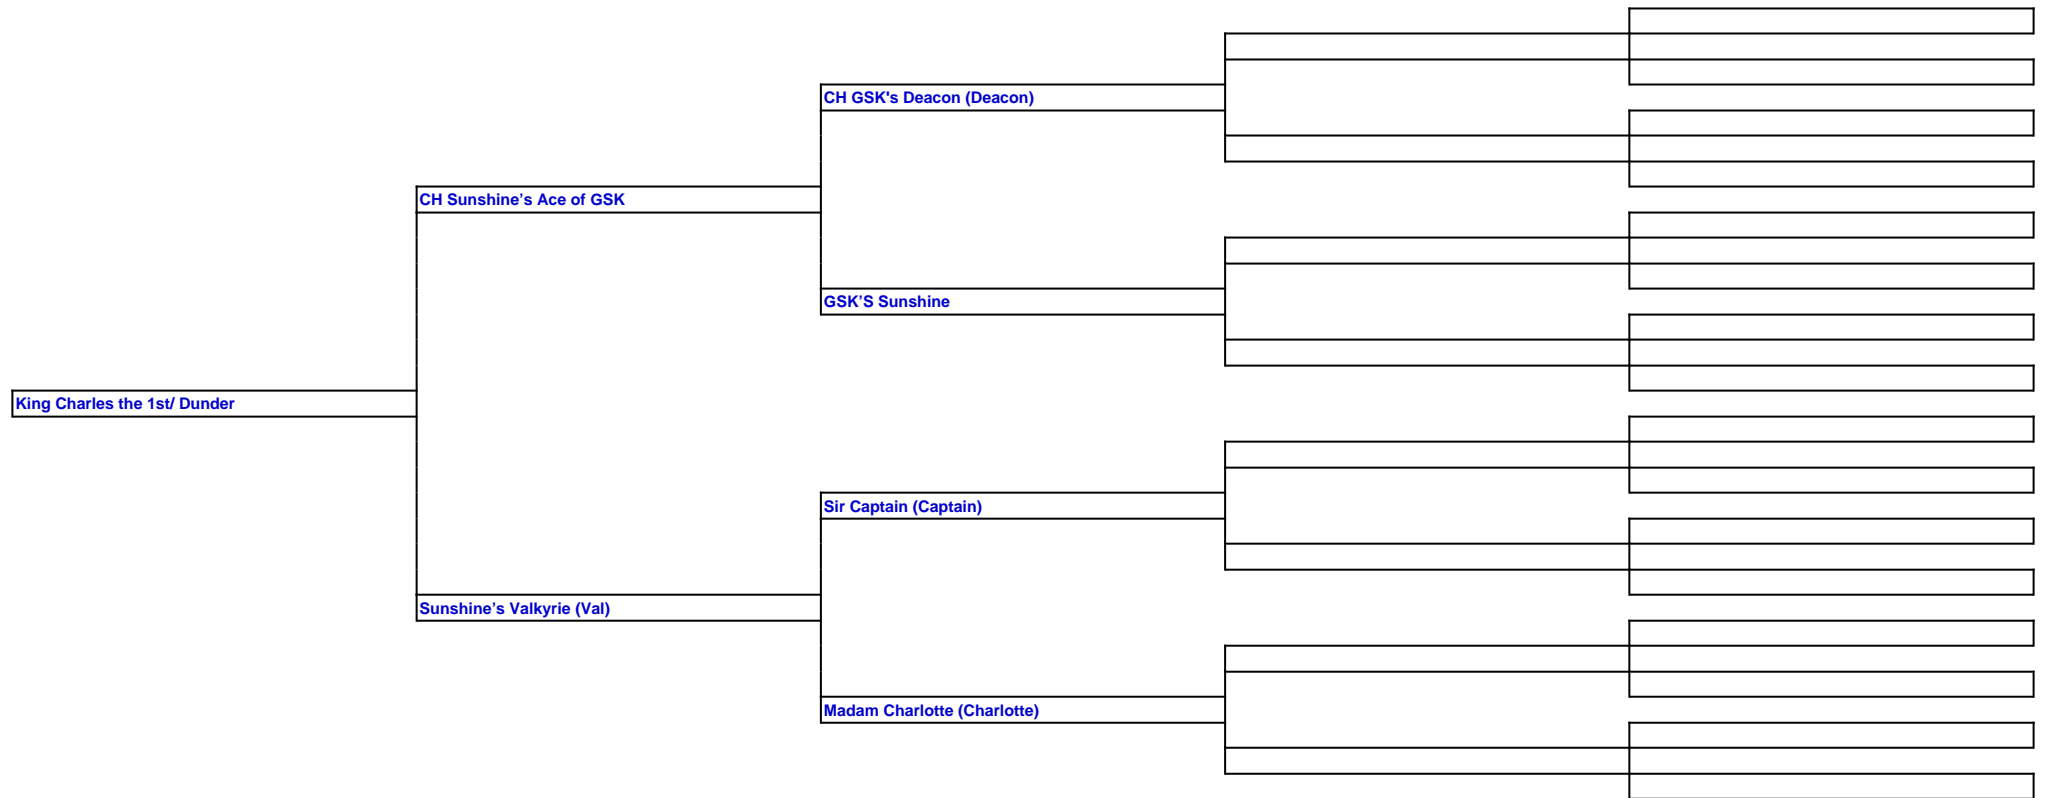 CH GSK's Deacon (Deacon)
CH Sunshine’s Ace of GSK
GSK’S Sunshine
King Charles the 1st/ Dunder
Sir Captain (Captain)
Sunshine’s Valkyrie (Val)
Madam Charlotte (Charlotte)